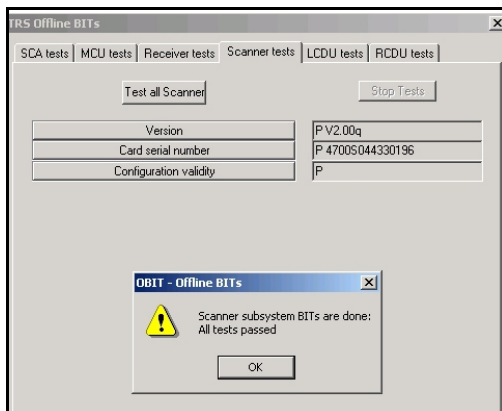 TRS Offline BITs
SCA tests MCU tests Receiver tests Scanner tests LCDU tests RCDU tests
Test all Scanner Stop Tests
Version P V2.00q
Card serial number P 4700S044330196
Configuration validity P
OBIT - Offline BITs
Scanner subsystem BITs are done:
All tests passed
OK